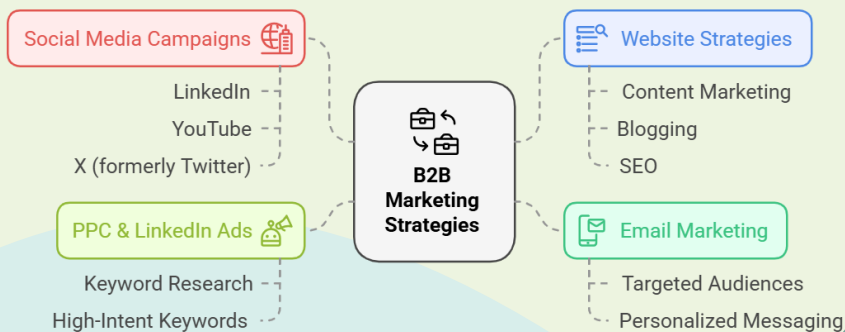 Social Media Campaigns
LinkedIn
YouTube
X (formerly Twitter)
PPC & LinkedIn Ads
Keyword Research
High-Intent Keywords
B2B
Marketing
Strategies
Website Strategies
Content Marketing
Blogging
SEO
Email Marketing
Targeted Audiences
Personalized Messaging